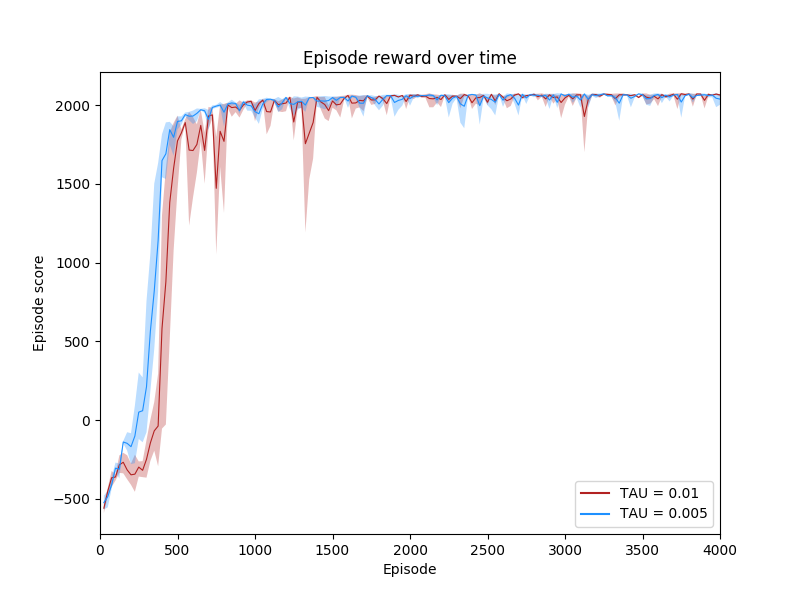 Episode reward over time
Episode score
2000
1500
1000
500
0
−500
0 500 1000 1500 2000 2500 3000 3500 4000
Episode
TAU = 0.01
TAU = 0.005